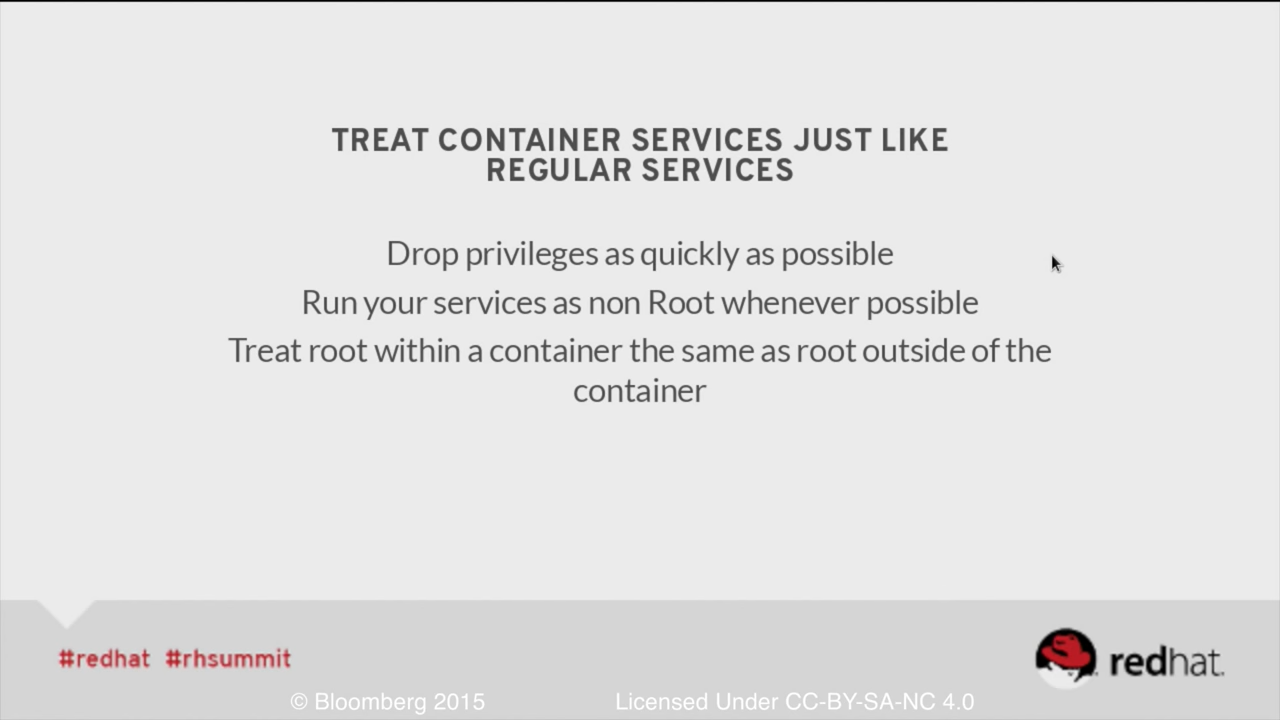 TREAT CONTAINER SERVICES JUST LIKE
REGULAR SERVICES
Drop privileges as quickly as possible
Run your services as non Root whenever possible
Treat root within a container the same as root outside of the
container
#redhat #rhsummit
redhat.
© Bloomberg 2015 Licensed Under CC-BY-SA-NC 4.0